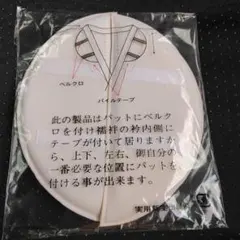 ベルクロ
パイルテープ
此の製品はパットにベルク
ロを付け襦袢の衿内側に
テープが付いて居りますか
ら、上下、左右、御自分の
一番必要な位置にパットを
付ける事が出来ます。